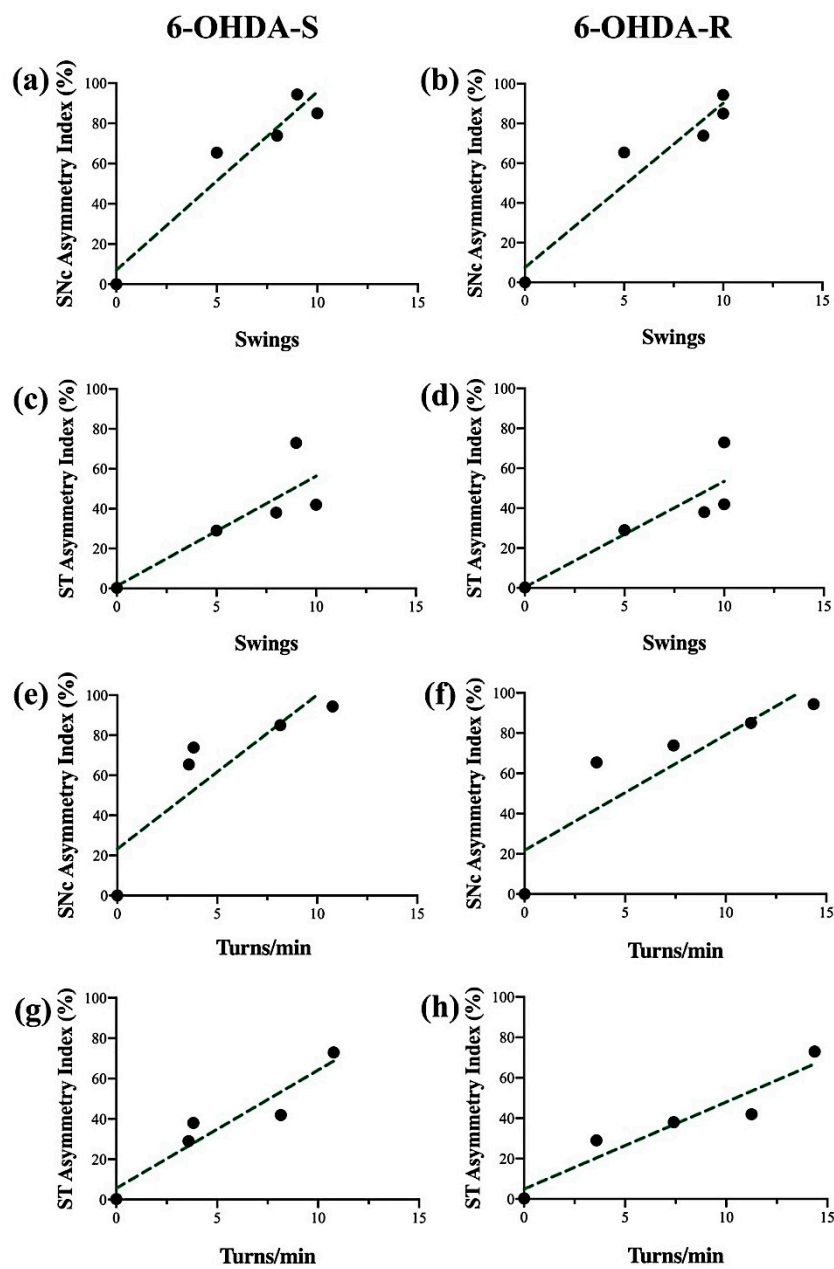 6-OHDA-S 6-OHDA-R
(a) (b)
SNc Asymmetry Index (%) SNc Asymmetry Index (%)
100 100
80 80
60 60
40 40
20 20
0 0
0 5 10 15 0 5 10 15
Swings Swings
(c) (d)
ST Asymmetry Index (%) ST Asymmetry Index (%)
100 100
80 80
60 60
40 40
20 20
0 0
0 5 10 15 0 5 10 15
Swings Swings
(e) (f)
SNc Asymmetry Index (%) SNc Asymmetry Index (%)
100 100
80 80
60 60
40 40
20 20
0 0
0 5 10 15 0 5 10 15
Turns/min Turns/min
(g) (h)
ST Asymmetry Index (%) ST Asymmetry Index (%)
100 100
80 80
60 60
40 40
20 20
0 0
0 5 10 15 0 5 10 15
Turns/min Turns/min